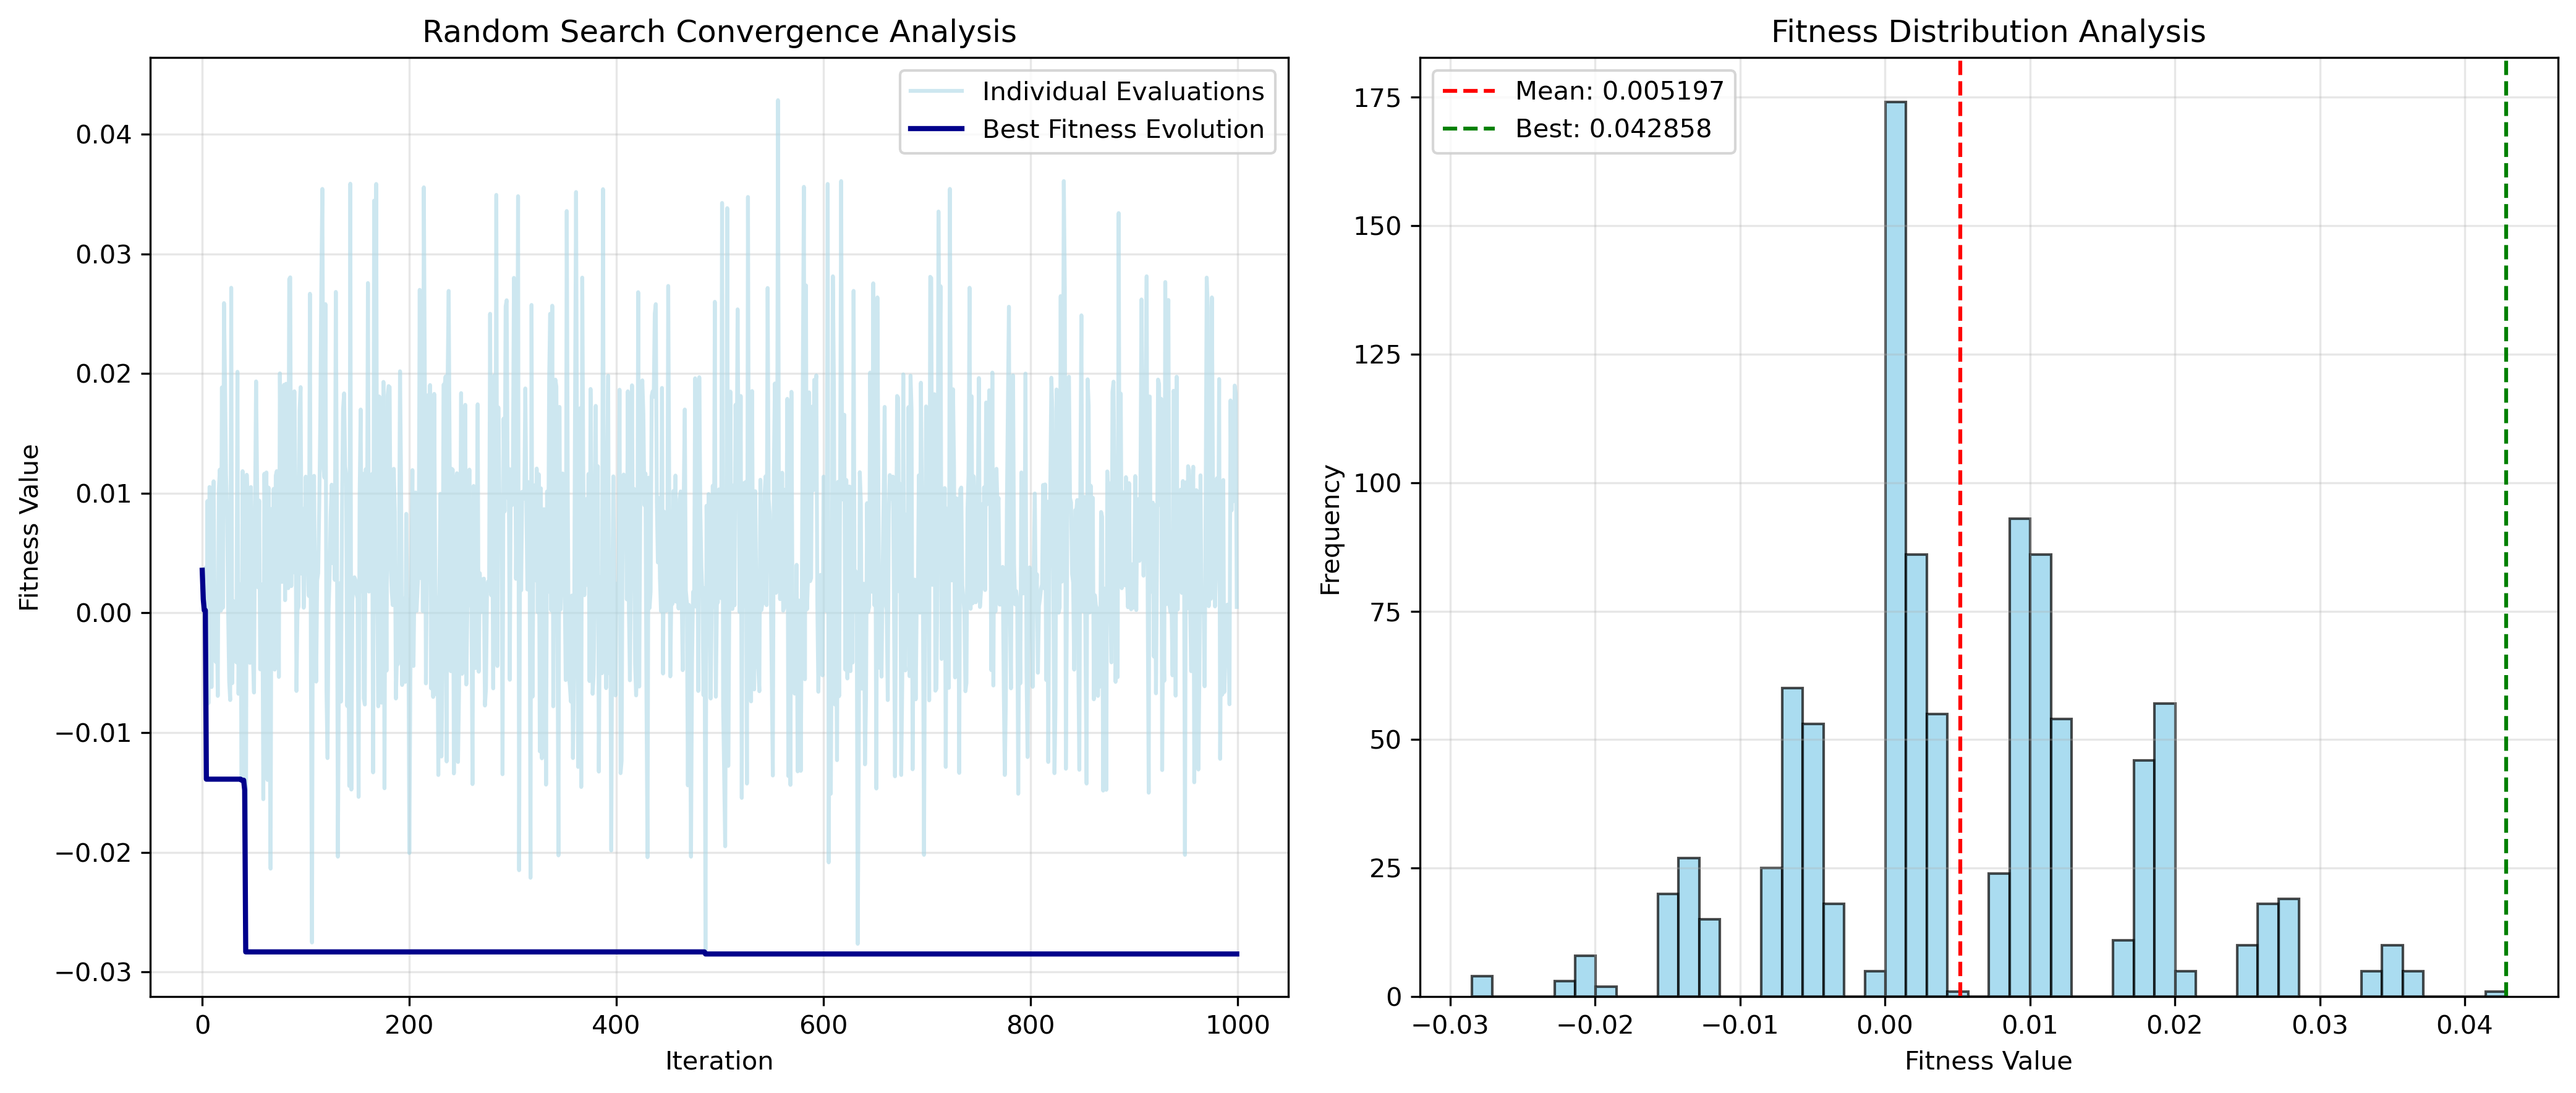 Random Search Convergence Analysis
Individual Evaluations
Best Fitness Evolution
0.04
0.03
0.02
0.01
0.00
−0.01
−0.02
−0.03
Fitness Value
0 200 400 600 800 1000
Iteration
Fitness Distribution Analysis
Mean: 0.005197
Best: 0.042858
175
150
125
100
75
50
25
0
Frequency
−0.03 −0.02 −0.01 0.00 0.01 0.02 0.03 0.04
Fitness Value